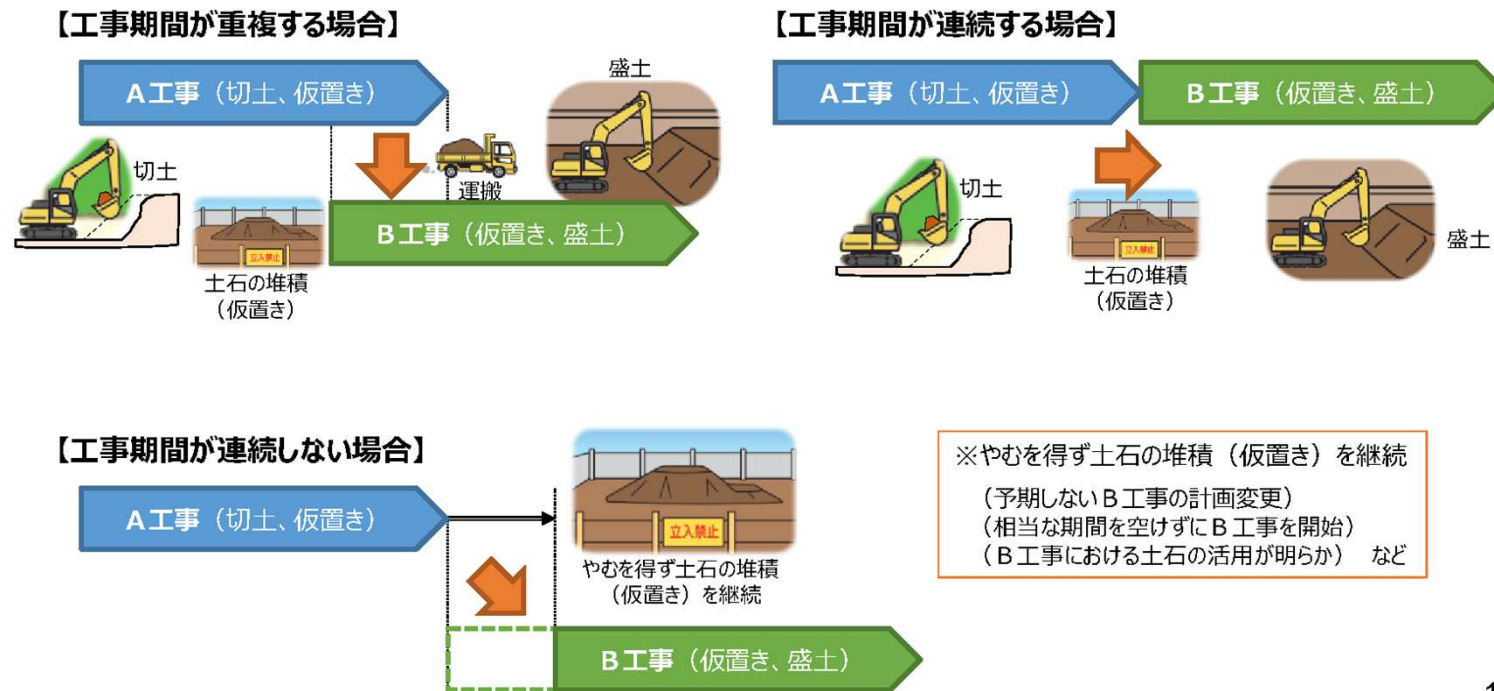 【工事期間が重複する場合】
A工事（切土、仮置き）
盛土
切土
運搬
立入禁止
B工事（仮置き、盛土）
土石の堆積
（仮置き）
【工事期間が連続する場合】
A工事（切土、仮置き）
B工事（仮置き、盛土）
切土
立入禁止
盛土
土石の堆積
（仮置き）
【工事期間が連続しない場合】
A工事（切土、仮置き）
立入禁止
やむを得ず土石の堆積
（仮置き）を継続
B工事（仮置き、盛土）
※やむを得ず土石の堆積（仮置き）を継続
（予期しないB工事の計画変更）
（相当な期間を空けずにB工事を開始）
（B工事における土石の活用が明らか）　など